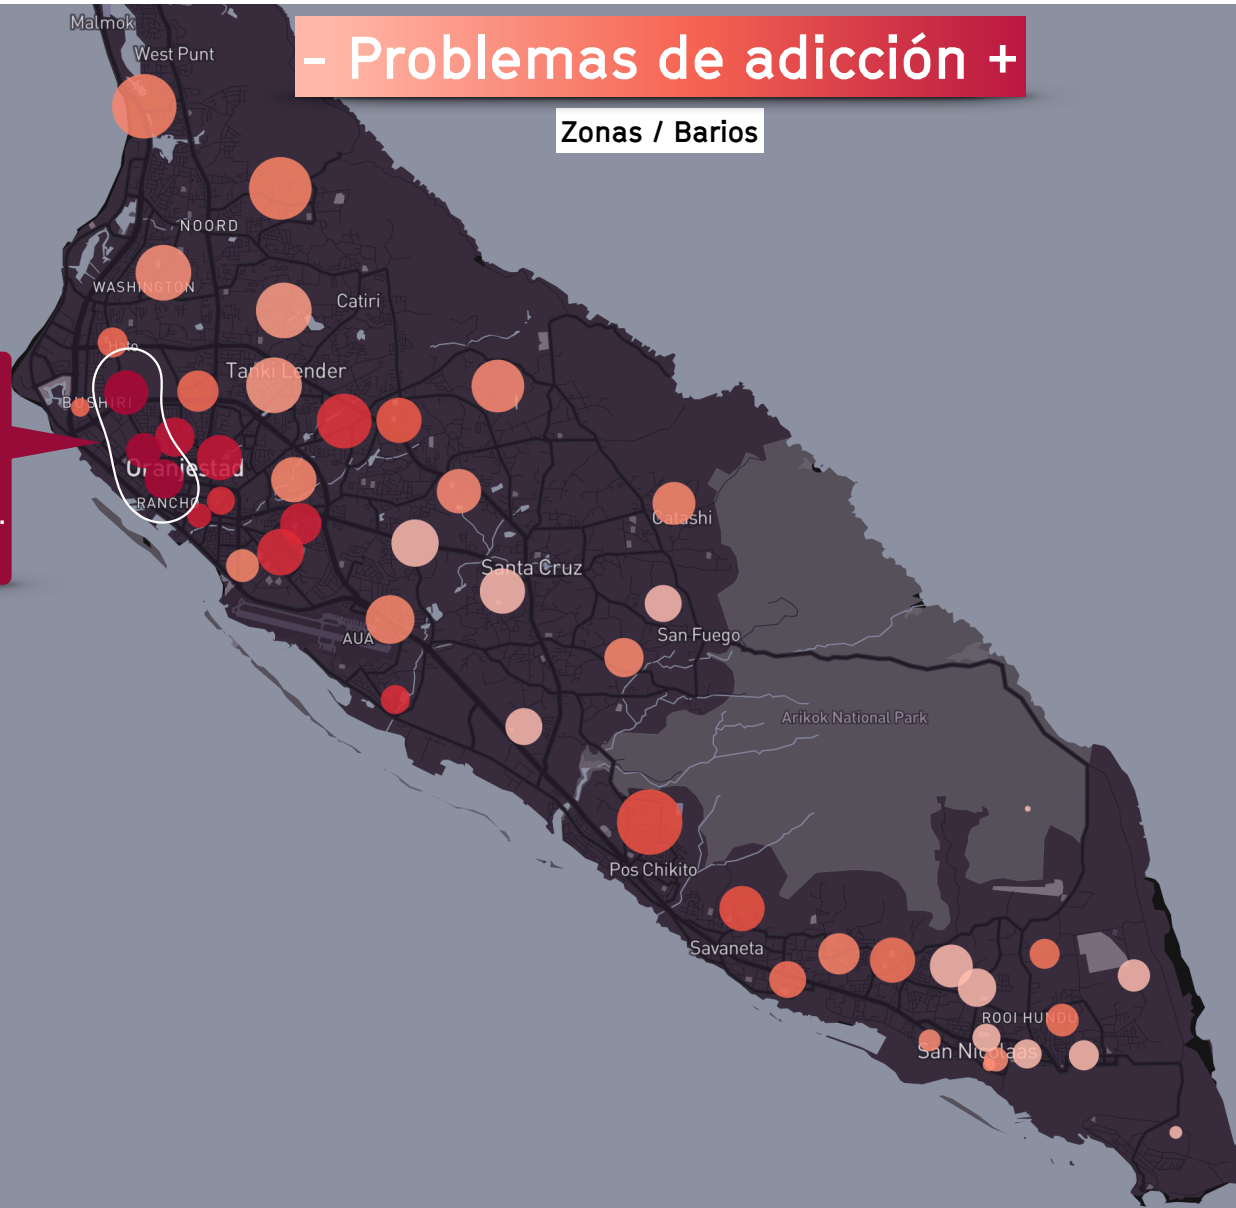 Malmok
West Punt
- Problemas de adicción +
Zonas / Barios
NOORD
WASHINGTON
Catiri
Hato
Tanki Lender
BUSHIRI
Oranjestad
RANCHO
Calashi
Santa Cruz
San Fuego
AUA
Arikok National Park
Pos Chikito
Savaneta
ROOI HUNDU
San Nicolaas